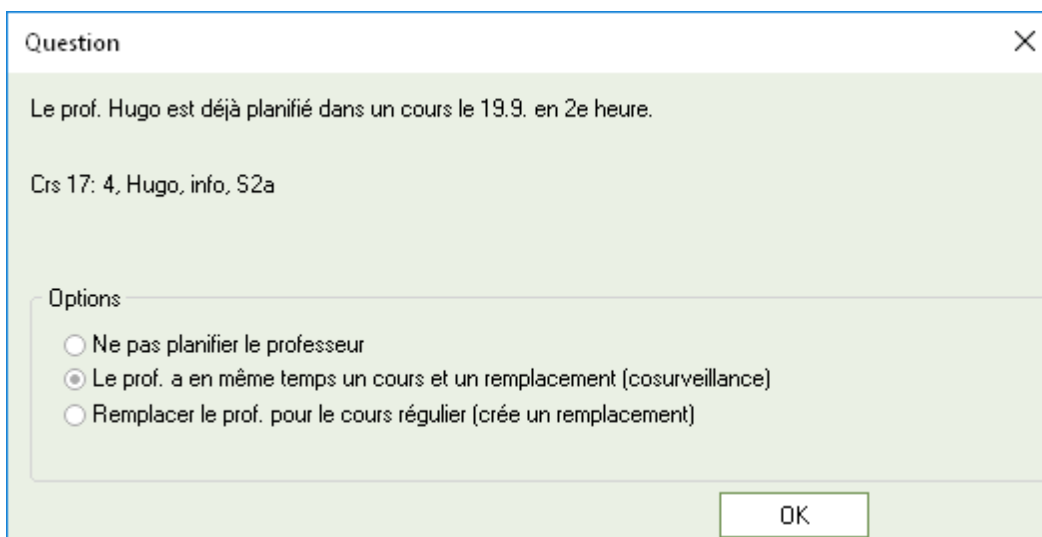 Question
Le prof. Hugo est déjà planifié dans un cours le 19.9. en 2e heure.
Crs 17: 4, Hugo, info, S2a
Options
Ne pas planifier le professeur
Le prof. a en même temps un cours et un remplacement (cosurveillance)
Remplacer le prof. pour le cours régulier (crée un remplacement)
OK